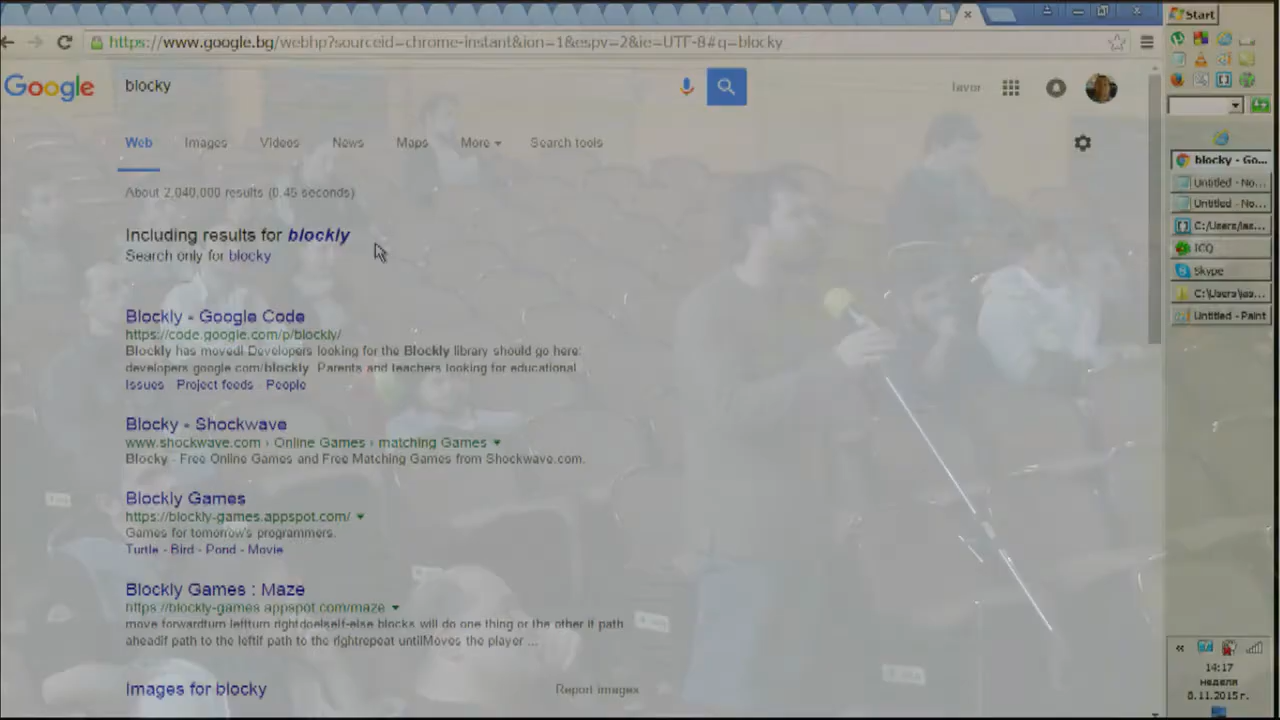 Start
https://www.google.bg/webhp?sourceid=chrome-instant&ion=1&espv=2&ie=UTF-8#q=blocky
Google
blocky
Web
Images
Videos
News
Maps
More
Search tools
About 2,040,000 results (0.45 seconds)
Including results for blockly
Search only for blocky
Blockly - Google Code
https://code.google.com/p/blockly/
Blockly has moved! Developers looking for the Blockly library should go here:
developers google.com/blockly Parents and teachers looking for educational
Issues - Project feeds - People
Blocky - Shockwave
www.shockwave.com › Online Games › matching Games
Blocky - Free Online Games and Free Matching Games from Shockwave.com.
Blockly Games
https://blockly-games.appspot.com/
Games for tomorrow's programmers.
Turtle - Bird - Pond - Movie
Blockly Games : Maze
https://blockly-games.appspot.com/maze
move forwardturn leftturn rightdoelseif-else blocks will do one thing or the other if path
aheadif path to the leftif path to the rightrepeat untilMoves the player ...
Images for blocky
Report images
blocky - Go...
Untitled - No...
Untitled - No...
C:/Users/ias...
ICQ
Skype
C:\Users\ias...
Untitled - Paint
«
14:17
неделя
8.11.2015 г.